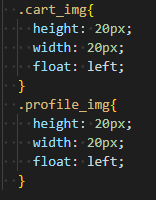 .cart_img{
height: 20px;
width: 20px;
float: left;
}
.profile_img{
height: 20px;
width: 20px;
float: left;
}